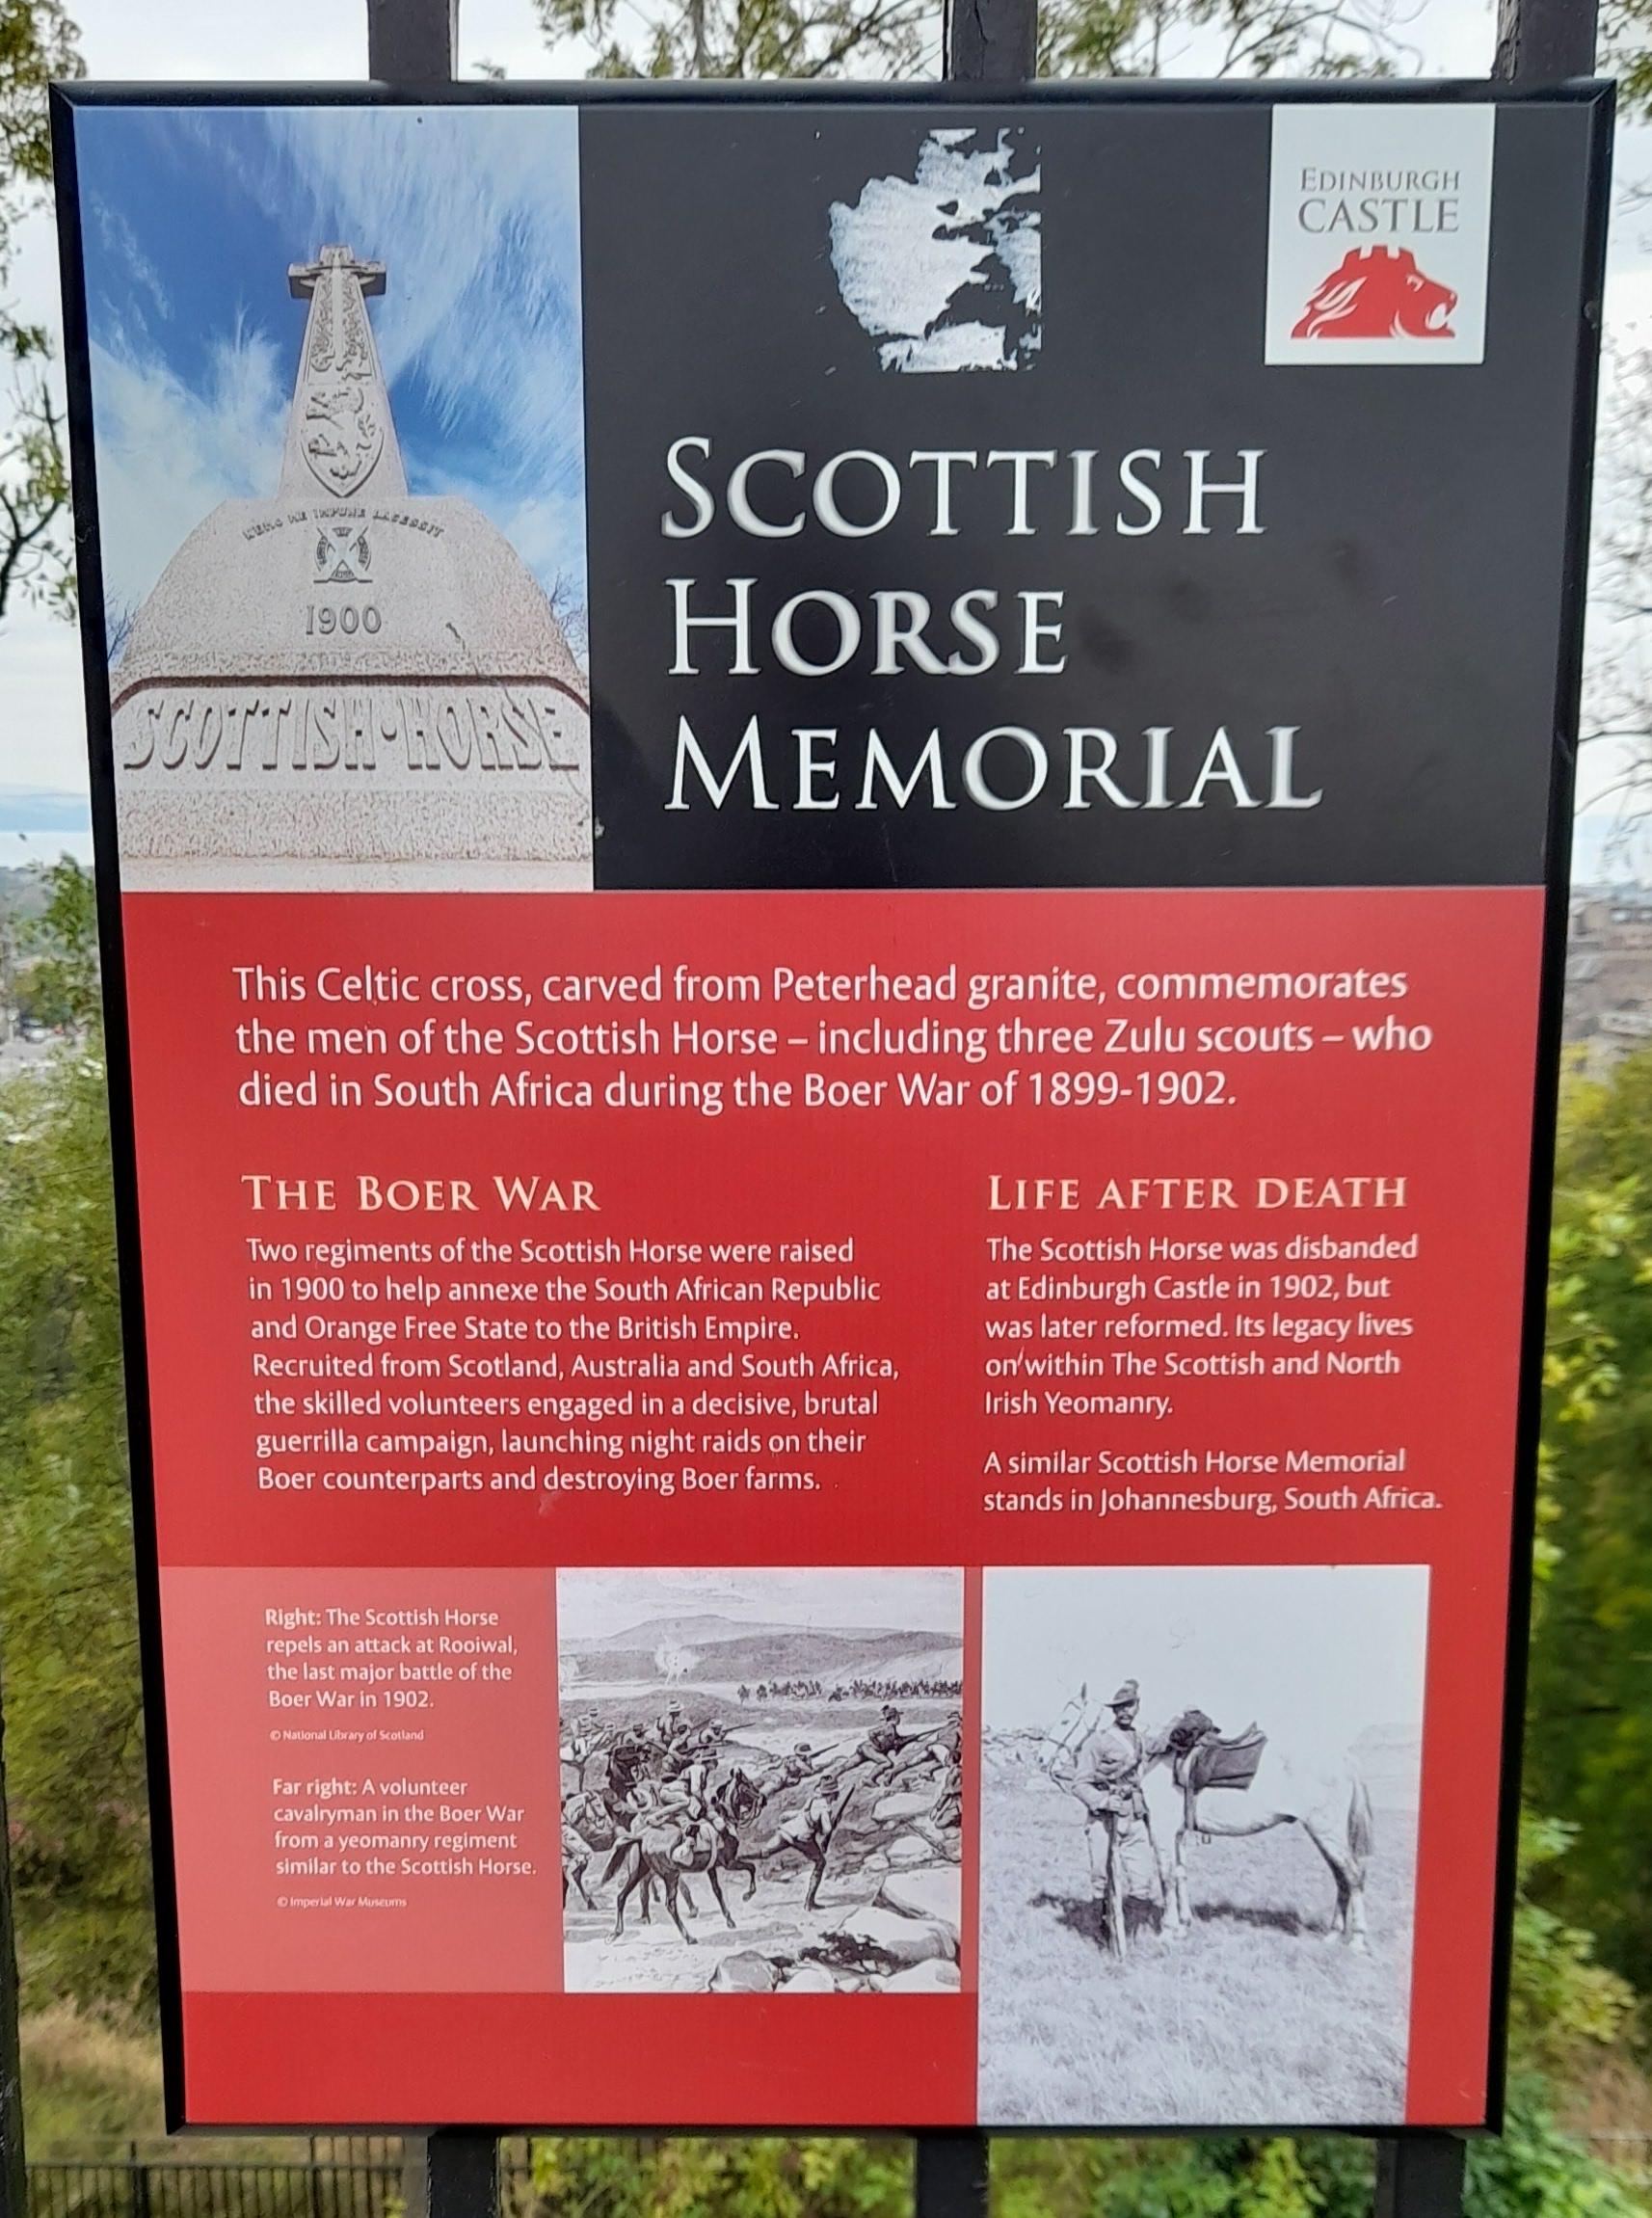 EDINBURGH
CASTLE
NEMO ME IMPUNE LACESSIT
1900
SCOTTISH·HORSE
SCOTTISH
HORSE
MEMORIAL
This Celtic cross, carved from Peterhead granite, commemorates
the men of the Scottish Horse – including three Zulu scouts – who
died in South Africa during the Boer War of 1899-1902.
THE BOER WAR
Two regiments of the Scottish Horse were raised
in 1900 to help annexe the South African Republic
and Orange Free State to the British Empire.
Recruited from Scotland, Australia and South Africa,
the skilled volunteers engaged in a decisive, brutal
guerrilla campaign, launching night raids on their
Boer counterparts and destroying Boer farms.
LIFE AFTER DEATH
The Scottish Horse was disbanded
at Edinburgh Castle in 1902, but
was later reformed. Its legacy lives
on within The Scottish and North
Irish Yeomanry.
A similar Scottish Horse Memorial
stands in Johannesburg, South Africa.
Right: The Scottish Horse
repels an attack at Rooiwal,
the last major battle of the
Boer War in 1902.
© National Library of Scotland
Far right: A volunteer
cavalryman in the Boer War
from a yeomanry regiment
similar to the Scottish Horse.
© Imperial War Museums